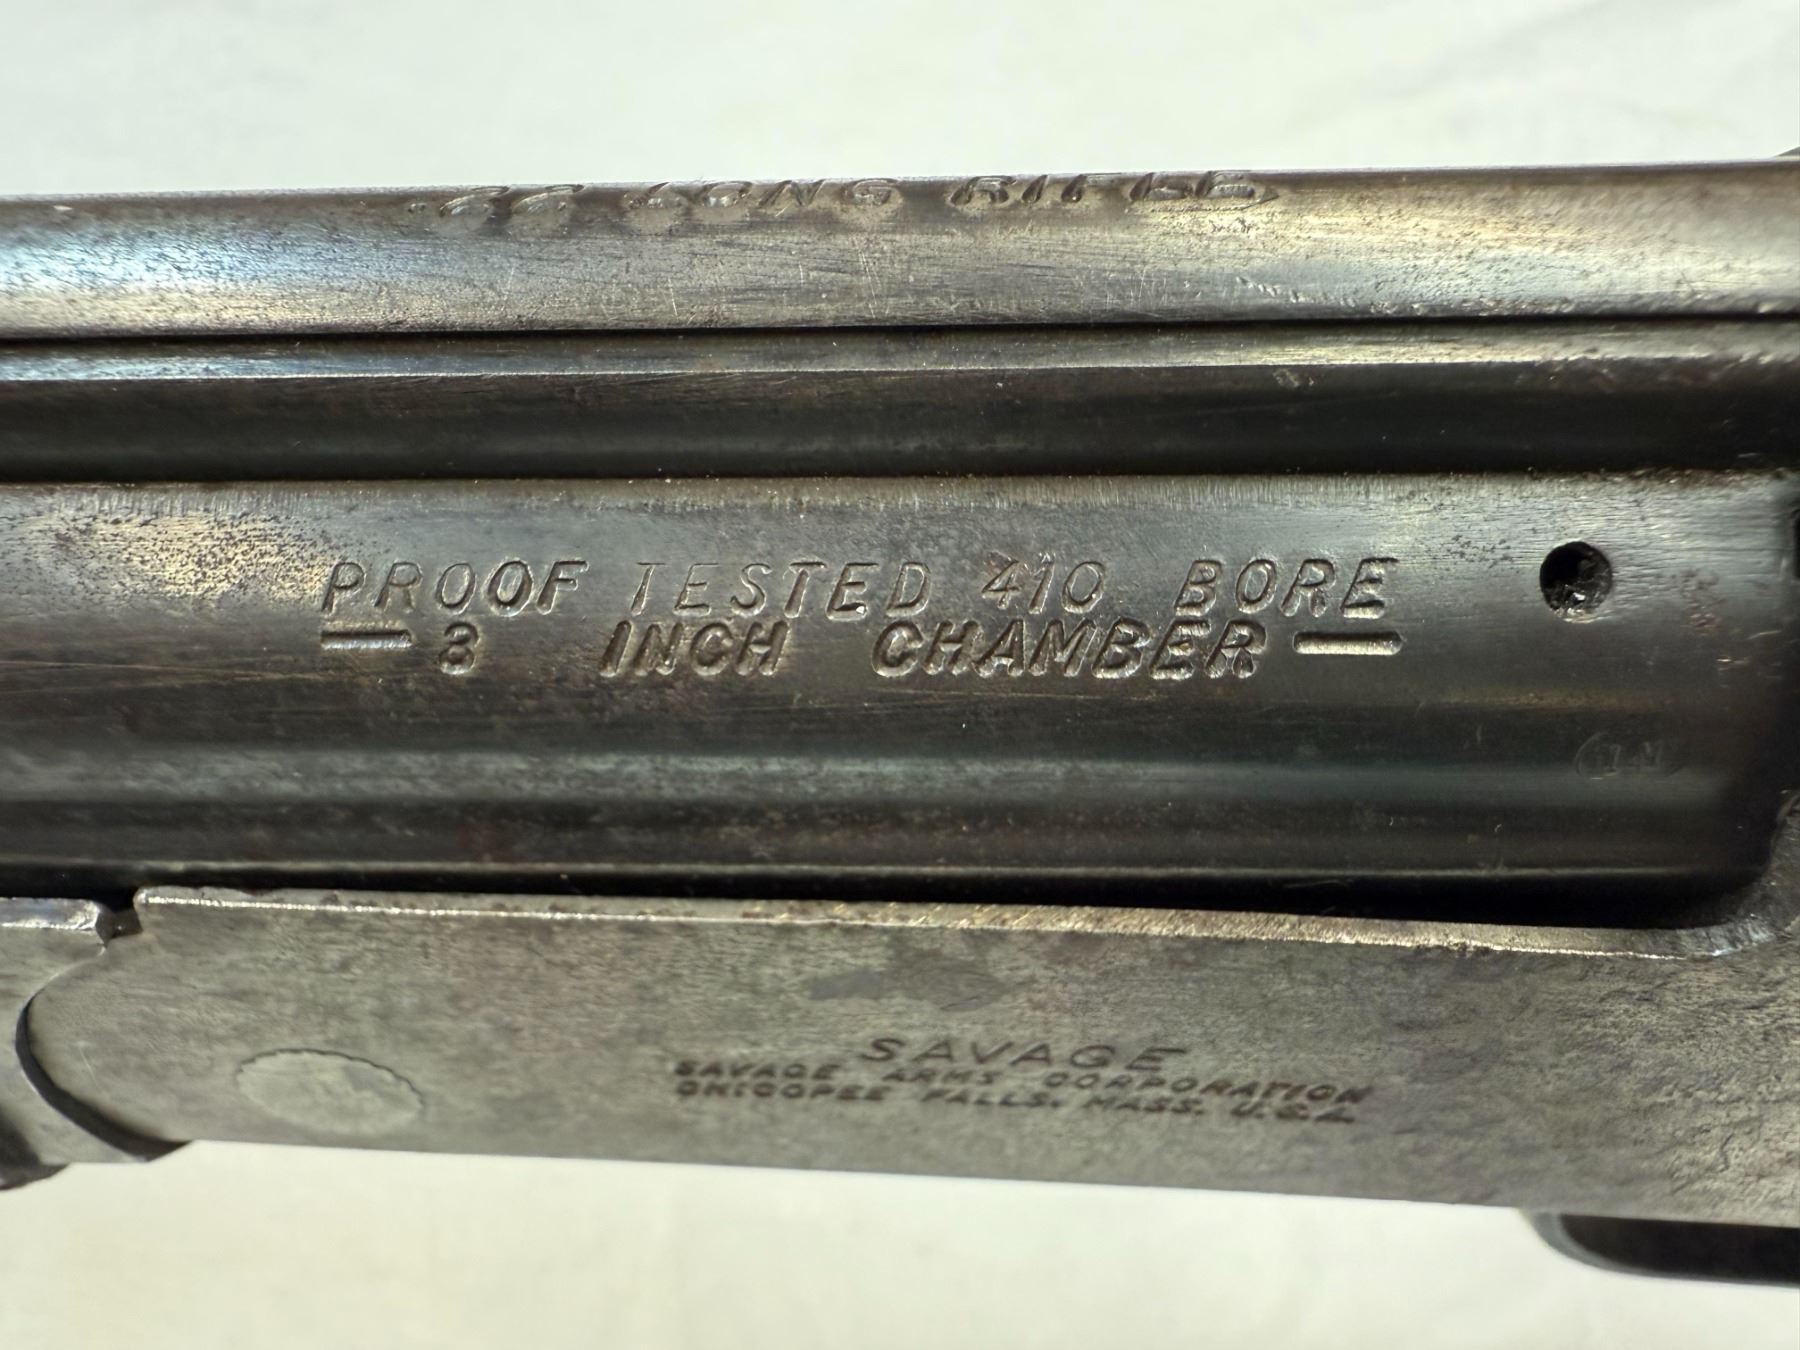 .22 LONG RIFLE
PROOF TESTED 410 BORE
— 3 INCH CHAMBER —
SAVAGE
SAVAGE ARMS CORPORATION
CHICOPEE FALLS, MASS. U.S.A.